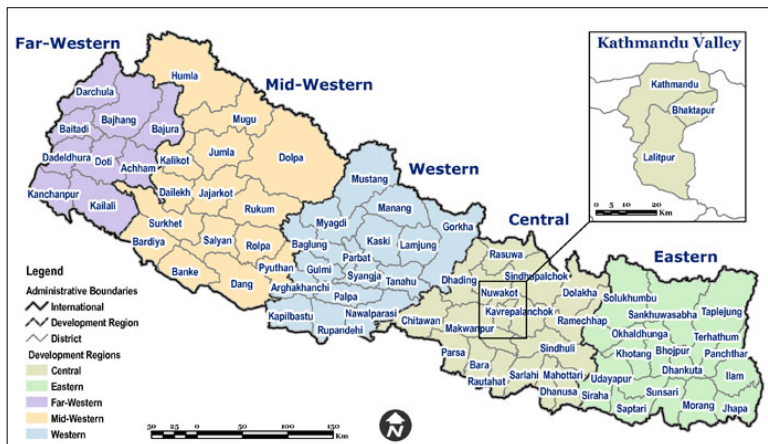 Far-Western
Mid-Western
Western
Central
Eastern
Kathmandu Valley
Kathmandu
Bhaktapur
Lalitpur
0 5 10 20
Km
Humla
Darchula
Bajhang
Mugu
Baitadi
Bajura
Jumla
Dolpa
Dadeldhura
Doti
Achham
Kalikot
Kanchanpur
Kailali
Dailekh
Jajarkot
Rukum
Surkhet
Bardiya
Salyan
Rolpa
Banke
Dang
Pyuthan
Mustang
Manang
Myagdi
Gorkha
Baglung
Kaski
Lamjung
Parbat
Gulmi
Syangja
Tanahu
Arghakhanchi
Palpa
Kapilbastu
Nawalparasi
Rupandehi
Rasuwa
Sindhupalchok
Dhading
Nuwakot
Dolakha
Kavrepalanchok
Chitawan
Makwanpur
Ramechhap
Parsa
Sindhuli
Bara
Rautahat
Sarlahi
Mahottari
Dhanusa
Solukhumbu
Taplejung
Sankhuwasabha
Okhaldhunga
Terhathum
Khotang
Bhojpur
Panchthar
Dhankuta
Udayapur
Ilam
Siraha
Sunsari
Saptari
Morang
Jhapa
Legend
Administrative Boundaries
International
Development Region
District
Development Regions
Central
Eastern
Far-Western
Mid-Western
Western
50 25 0 50 100 150
Km
N